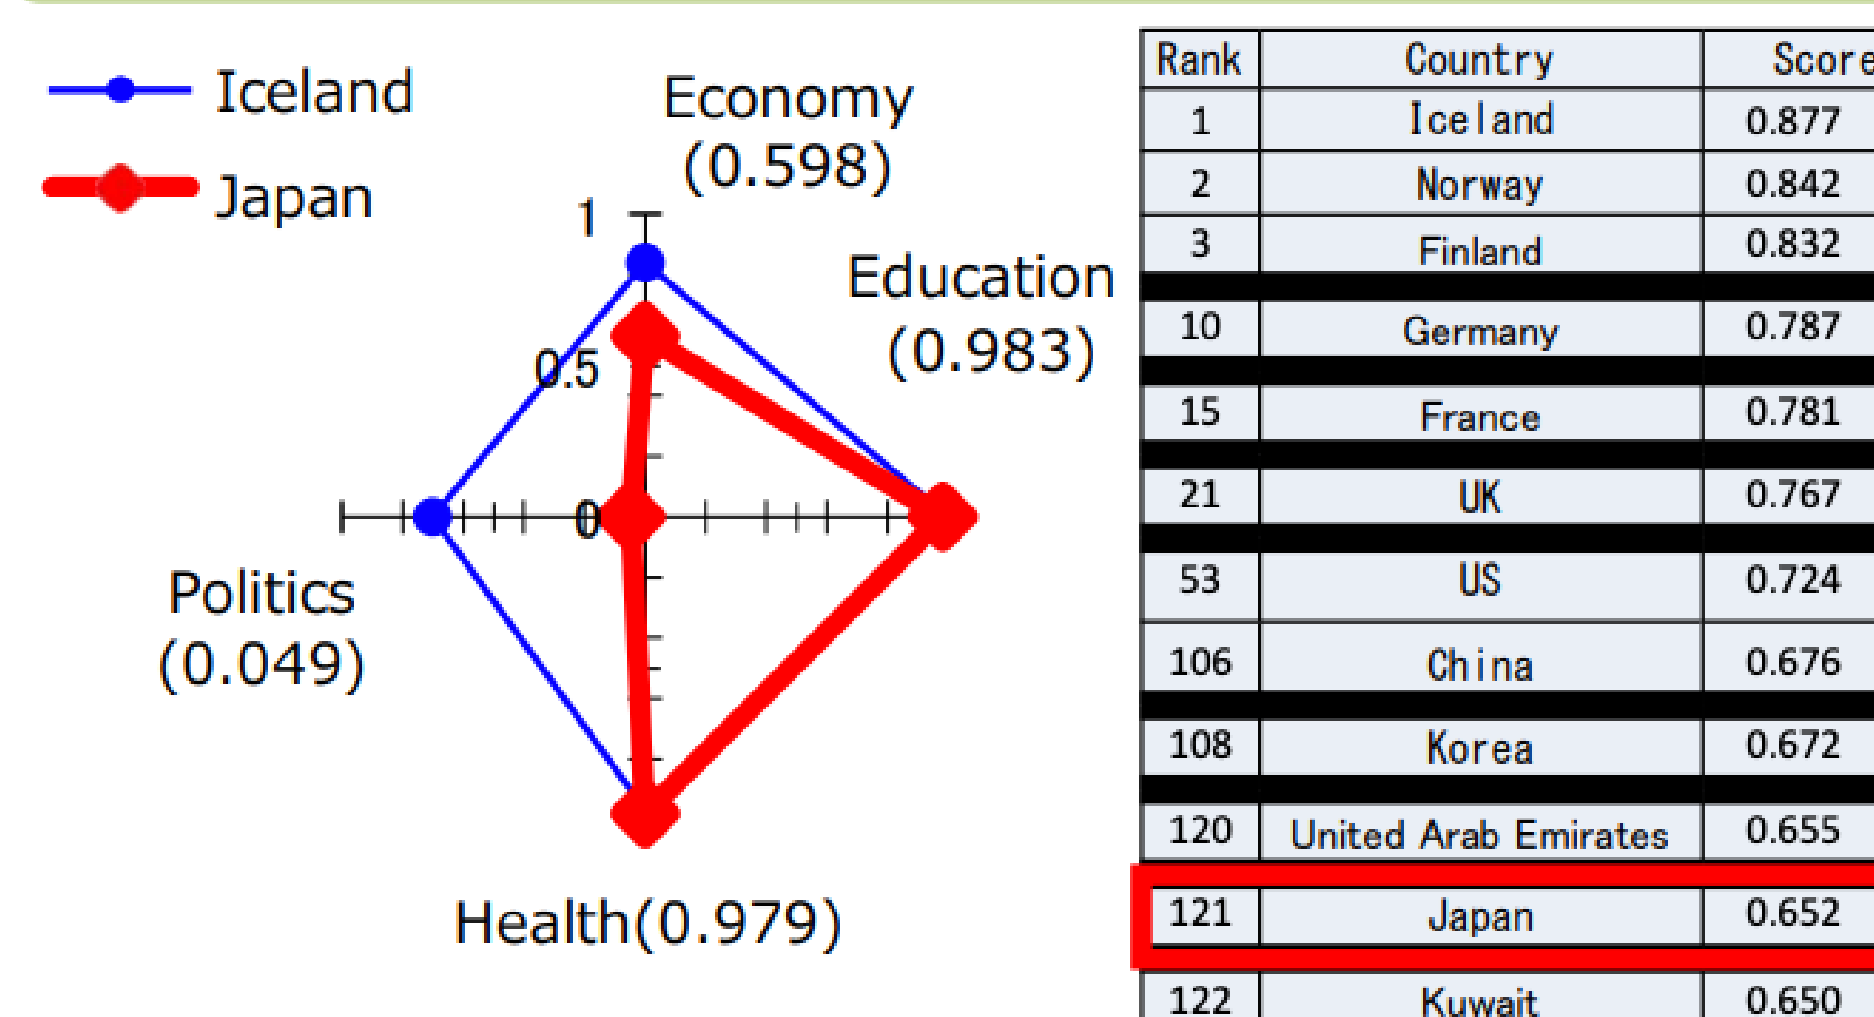 Iceland
Japan
Economy
(0.598)
Education
(0.983)
1
0.5
0
Politics
(0.049)
Health(0.979)
Rank Country Score
1 Iceland 0.877
2 Norway 0.842
3 Finland 0.832
10 Germany 0.787
15 France 0.781
21 UK 0.767
53 US 0.724
106 China 0.676
108 Korea 0.672
120 United Arab Emirates 0.655
121 Japan 0.652
122 Kuwait 0.650